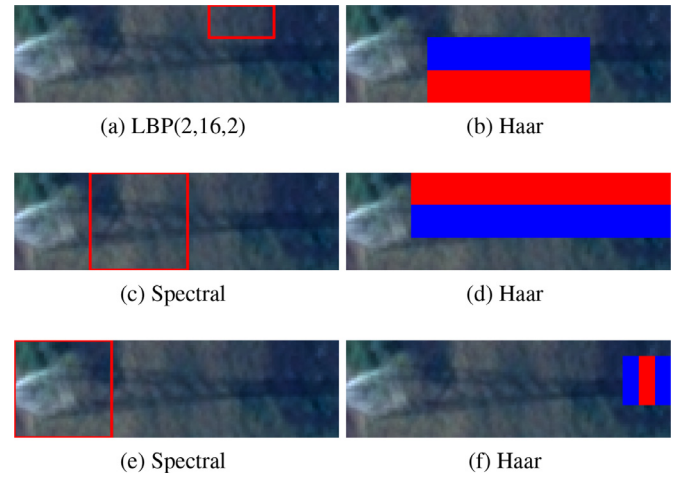 (a) LBP(2,16,2)
(b) Haar
(c) Spectral
(d) Haar
(e) Spectral
(f) Haar